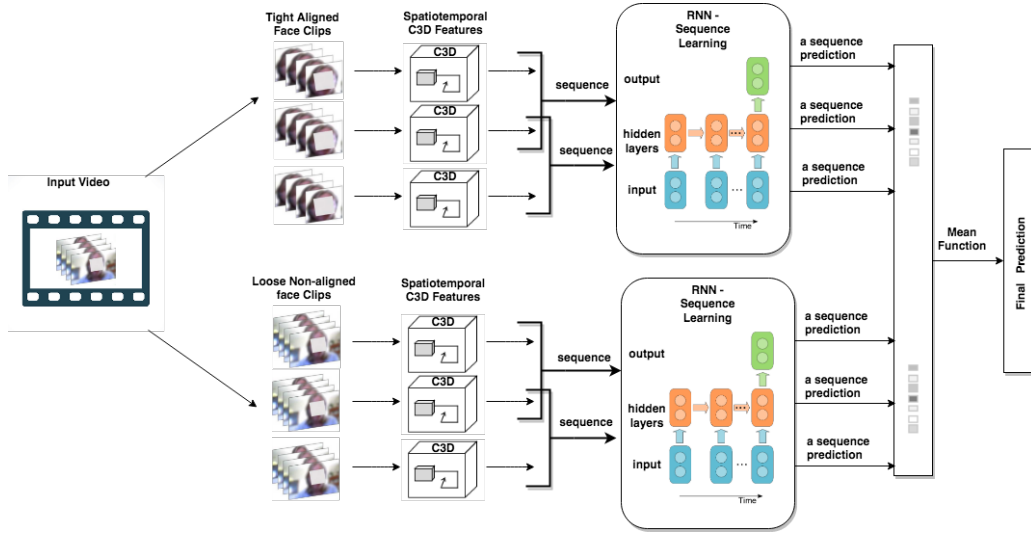 Input Video
Tight Aligned
Face Clips
Spatiotemporal
C3D Features
C3D
C3D
C3D
sequence
sequence
RNN -
Sequence
Learning
output
hidden
layers
input
...
...
Time
a sequence
prediction
a sequence
prediction
a sequence
prediction
Loose Non-aligned
face Clips
Spatiotemporal
C3D Features
C3D
C3D
C3D
sequence
sequence
RNN -
Sequence
Learning
output
hidden
layers
input
...
...
Time
a sequence
prediction
a sequence
prediction
a sequence
prediction
Mean
Function
Final Prediction